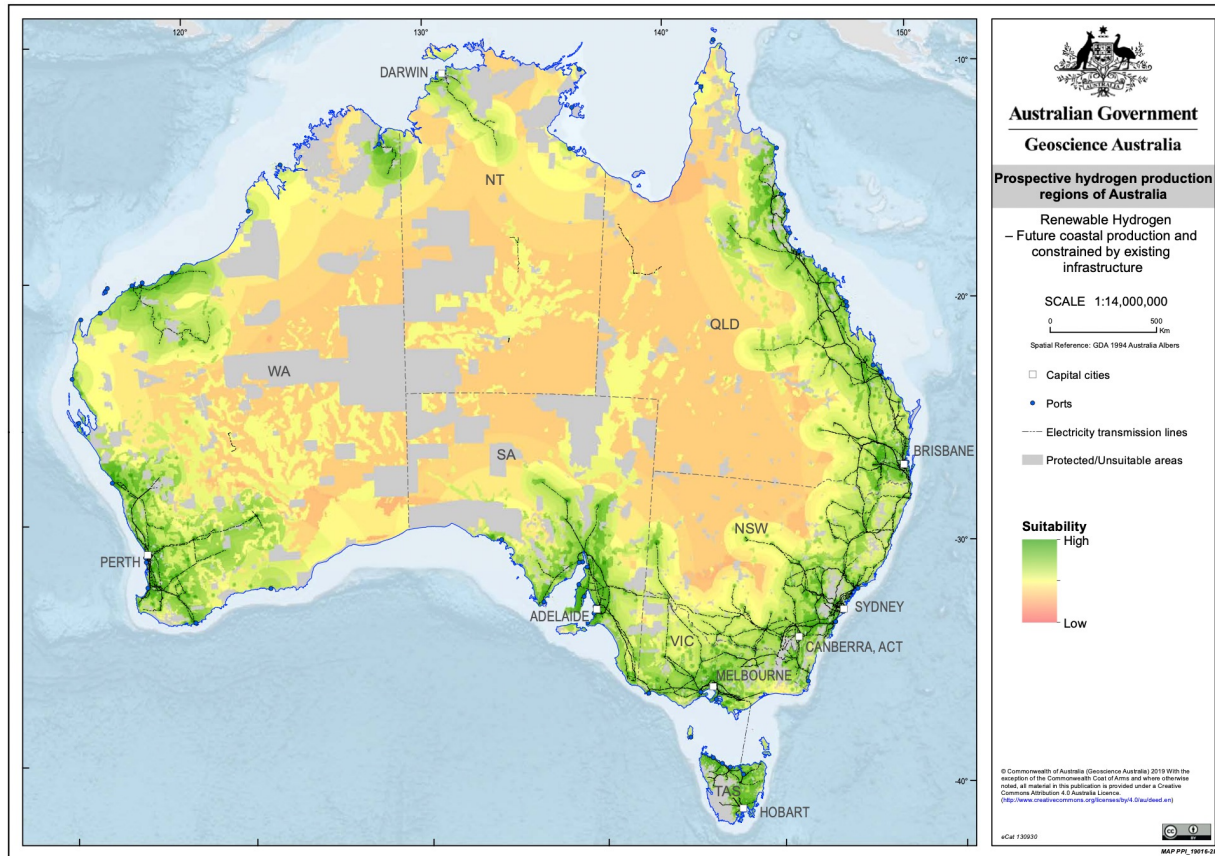 120°
130°
140°
150°
-10°
DARWIN
NT
-20°
QLD
WA
SA
BRISBANE
NSW
-30°
PERTH
ADELAIDE
SYDNEY
VIC
CANBERRA, ACT
MELBOURNE
-40°
TAS
HOBART
AUSTRALIA
Australian Government
Geoscience Australia
Prospective hydrogen production
regions of Australia
Renewable Hydrogen
– Future coastal production and
constrained by existing
infrastructure
SCALE 1:14,000,000
0 500
Km
Spatial Reference: GDA 1994 Australia Albers
Capital cities
Ports
Electricity transmission lines
Protected/Unsuitable areas
Suitability
High
Low
© Commonwealth of Australia (Geoscience Australia) 2019 With the
exception of the Commonwealth Coat of Arms and where otherwise
noted, all material in this publication is provided under a Creative
Commons Attribution 4.0 Australia Licence.
(http://www.creativecommons.org/licenses/by/4.0/au/deed.en)
eCat 130930
CC BY